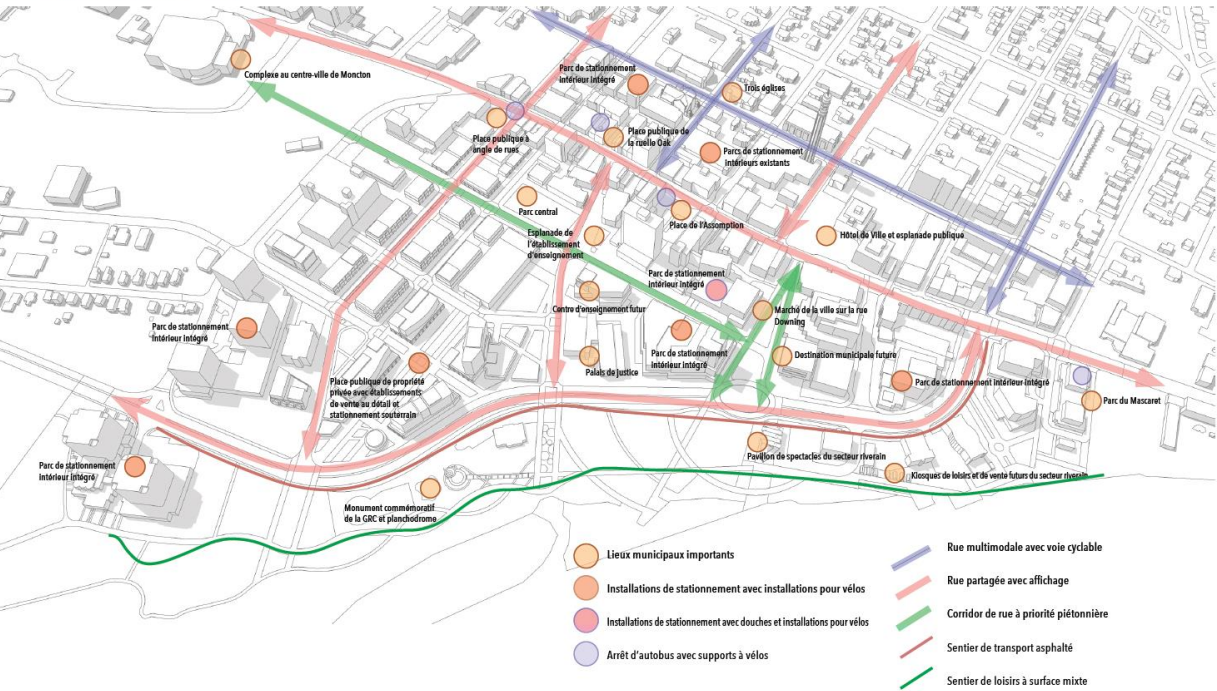 Complexe au centre-ville de Moncton
Parc de stationnement
intérieur intégré
Trois églises
Place publique à
angle de rues
Place publique de
la ruelle Oak
Parcs de stationnement
intérieurs existants
Parc central
Place de l'Assomption
Esplanade de
l'établissement
d'enseignement
Hôtel de Ville et esplanade publique
Parc de stationnement
intérieur intégré
Centre d'enseignement futur
Marché de la ville sur la rue
Downing
Parc de stationnement
intérieur intégré
Parc de stationnement
intérieur intégré
Palais de justice
Destination municipale future
Place publique de propriété
privée avec établissements
de vente au détail et
stationnement souterrain
Parc de stationnement intérieur intégré
Parc du Mascaret
Pavillon de spectacles du secteur riverain
Parc de stationnement
intérieur intégré
Kiosques de loisirs et de vente futurs du secteur riverain
Monument commémoratif
de la GRC et planchodrome
Lieux municipaux importants
Installations de stationnement avec installations pour vélos
Installations de stationnement avec douches et installations pour vélos
Arrêt d'autobus avec supports à vélos
Rue multimodale avec voie cyclable
Rue partagée avec affichage
Corridor de rue à priorité piétonnière
Sentier de transport asphalté
Sentier de loisirs à surface mixte